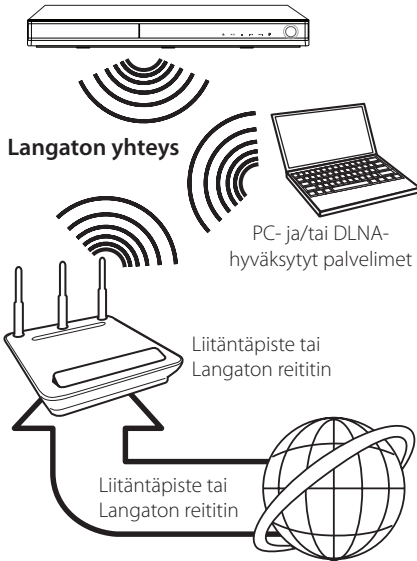 Langaton yhteys
PC- ja/tai DLNA-
hyväksytyt palvelimet
Liitäntäpiste tai
Langaton reititin
Liitäntäpiste tai
Langaton reititin